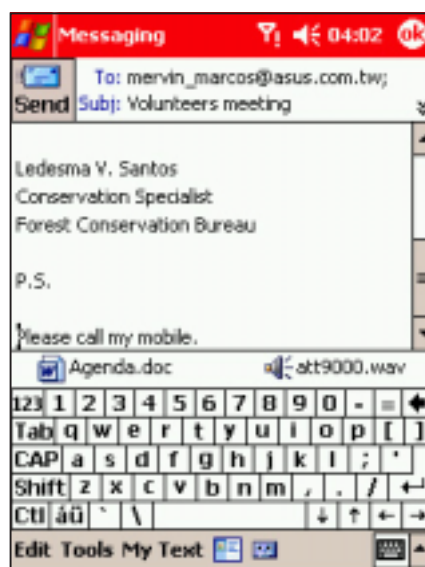 Messaging 04:02 ok
To: mervin_marcos@asus.com.tw;
Send Subj: Volunteers meeting
Ledesma V. Santos
Conservation Specialist
Forest Conservation Bureau
P.S.
Please call my mobile.
Agenda.doc att9000.wav
123 1 2 3 4 5 6 7 8 9 0 - =
Tab q w e r t y u i o p [ ]
CAP a s d f g h j k l ; '
Shift z x c v b n m , . /
Ctl áü ` \
Edit Tools My Text